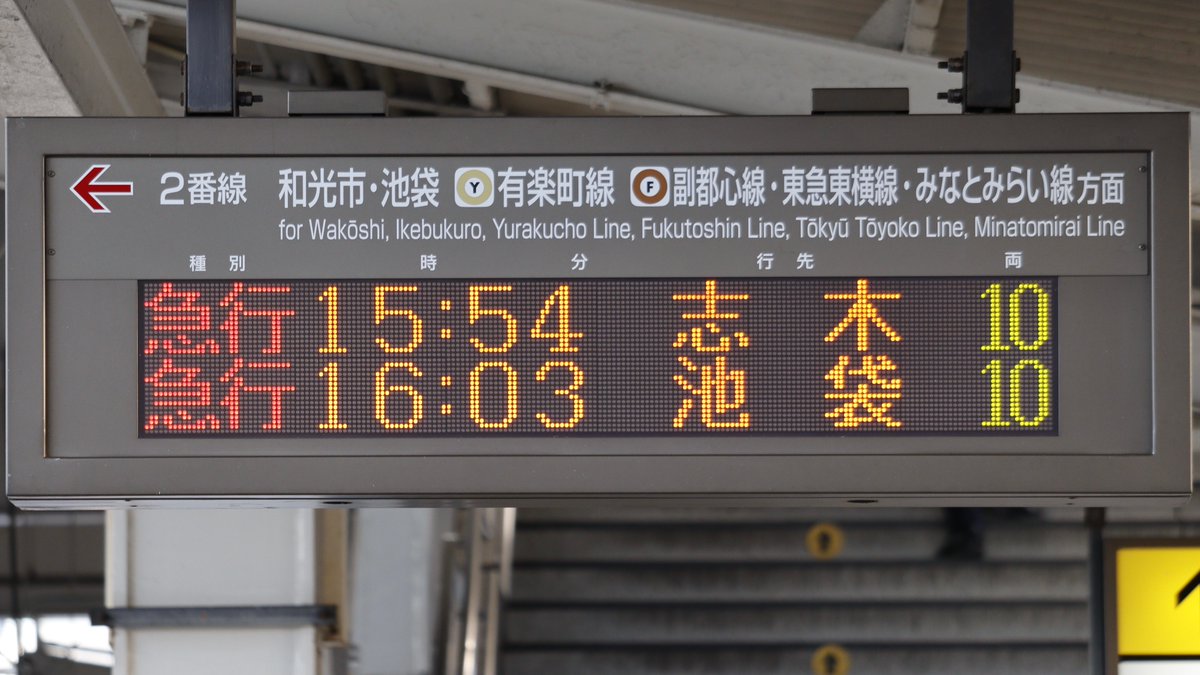 2番線 和光市・池袋 Y 有楽町線 F 副都心線・東急東横線・みなとみらい線方面
for Wakōshi, Ikebukuro, Yurakucho Line, Fukutoshin Line, Tōkyū Tōyoko Line, Minatomirai Line
種別 時 分 行先 両
急行 15:54 志木 10
急行 16:03 池袋 10